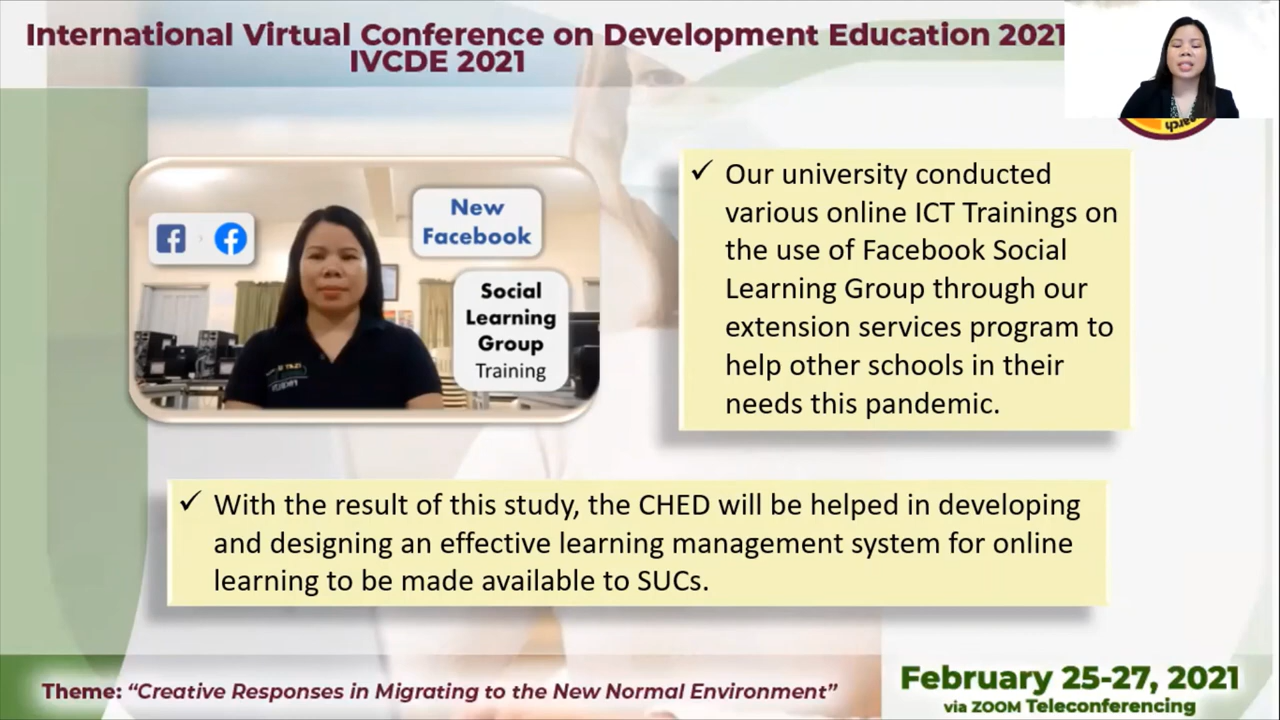 International Virtual Conference on Development Education 2021
IVCDE 2021
New
Facebook
Social
Learning
Group
Training
✓ Our university conducted
various online ICT Trainings on
the use of Facebook Social
Learning Group through our
extension services program to
help other schools in their
needs this pandemic.
✓ With the result of this study, the CHED will be helped in developing
and designing an effective learning management system for online
learning to be made available to SUCs.
Theme: “Creative Responses in Migrating to the New Normal Environment”
February 25-27, 2021
via ZOOM Teleconferencing